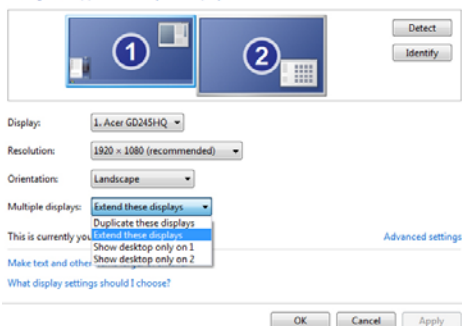 1
2
Detect
Identify
Display: 1. Acer GD245HQ
Resolution: 1920 × 1080 (recommended)
Orientation: Landscape
Multiple displays: Extend these displays
Duplicate these displays
Extend these displays
Show desktop only on 1
Show desktop only on 2
This is currently you
Advanced settings
Make text and other
What display settings should I choose?
OK Cancel Apply